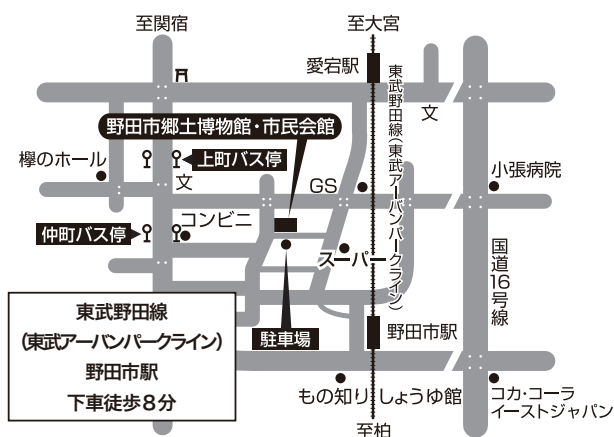 至関宿
至大宮
愛宕駅
東武野田線(東武アーバンパークライン)
文
野田市郷土博物館・市民会館
欅のホール
上町バス停
文
GS
小張病院
仲町バス停
コンビニ
スーパー
国道16号線
東武野田線
(東武アーバンパークライン)
野田市駅
下車徒歩8分
駐車場
野田市駅
もの知りしょうゆ館
コカ・コーラ
イーストジャパン
至柏